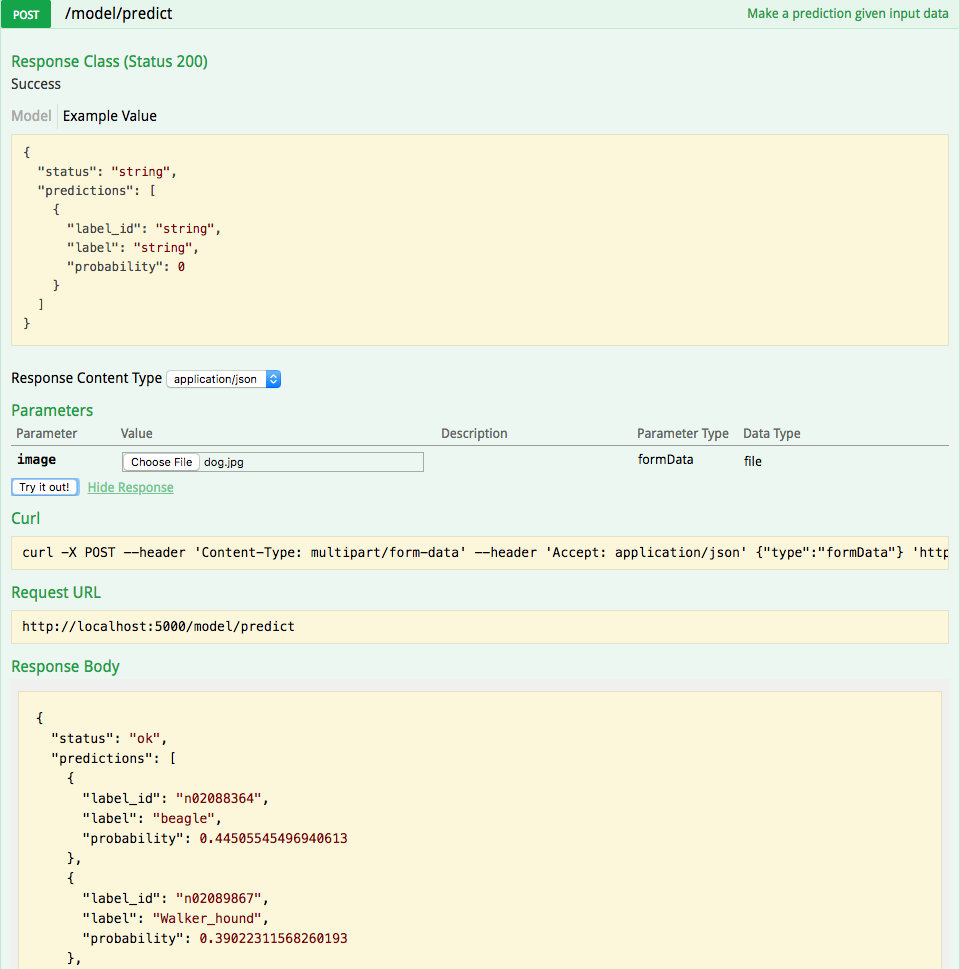 POST /model/predict Make a prediction given input data
Response Class (Status 200)
Success
Model Example Value
{
  "status": "string",
  "predictions": [
    {
      "label_id": "string",
      "label": "string",
      "probability": 0
    }
  ]
}
Response Content Type application/json
Parameters
Parameter Value Description Parameter Type Data Type
image Choose File dog.jpg formData file
Try it out! Hide Response
Curl
curl -X POST --header 'Content-Type: multipart/form-data' --header 'Accept: application/json' {"type":"formData"} 'http
Request URL
http://localhost:5000/model/predict
Response Body
{
  "status": "ok",
  "predictions": [
    {
      "label_id": "n02088364",
      "label": "beagle",
      "probability": 0.44505545496940613
    },
    {
      "label_id": "n02089867",
      "label": "Walker_hound",
      "probability": 0.39022311568260193
    },